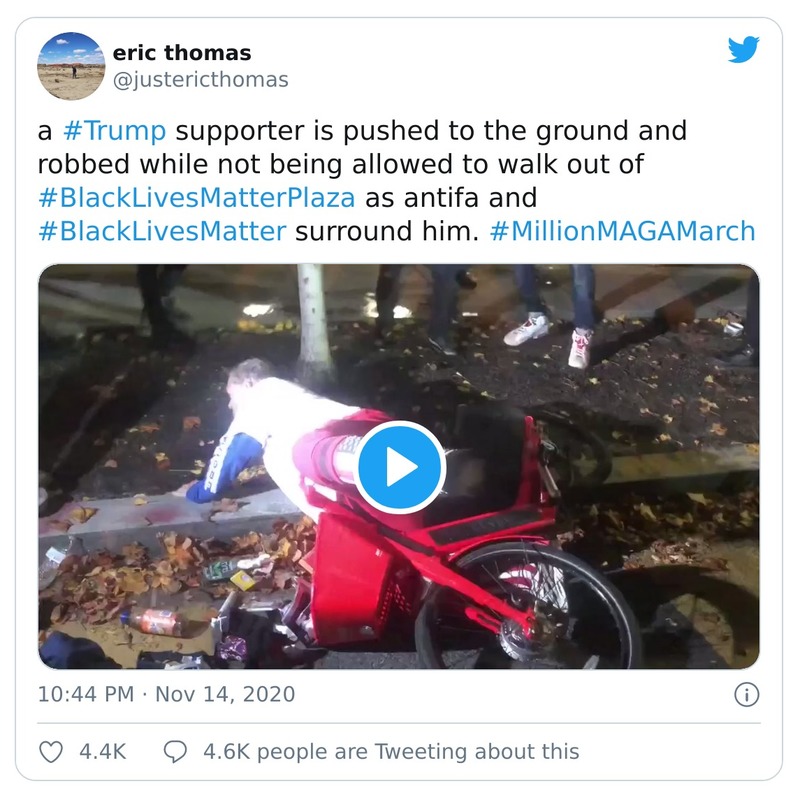 eric thomas
@justericthomas
a #Trump supporter is pushed to the ground and
robbed while not being allowed to walk out of
#BlackLivesMatterPlaza as antifa and
#BlackLivesMatter surround him. #MillionMAGAMarch
10:44 PM · Nov 14, 2020
4.4K
4.6K people are Tweeting about this